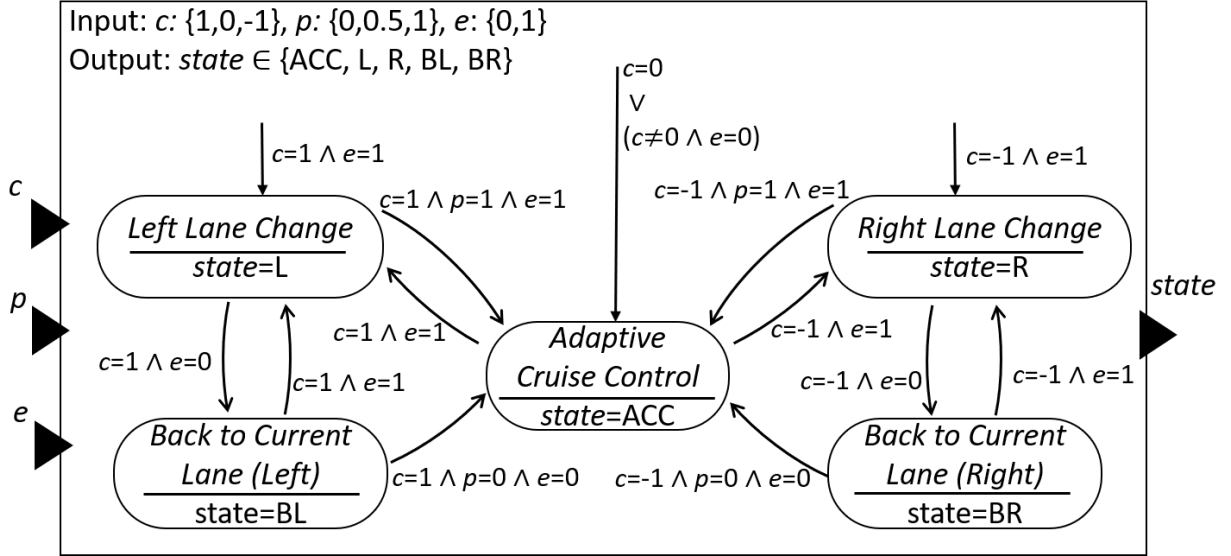 Input: c: {1,0,-1}, p: {0,0.5,1}, e: {0,1}
Output: state ∈ {ACC, L, R, BL, BR}
c=0
∨
(c≠0 ∧ e=0)
c=1 ∧ e=1
c=-1 ∧ e=1
c
c=1 ∧ p=1 ∧ e=1
c=-1 ∧ p=1 ∧ e=1
Left Lane Change
state=L
Right Lane Change
state=R
p
state
c=1 ∧ e=1
c=-1 ∧ e=1
Adaptive
Cruise Control
state=ACC
c=1 ∧ e=0
c=1 ∧ e=1
c=-1 ∧ e=0
c=-1 ∧ e=1
e
Back to Current
Lane (Left)
state=BL
c=1 ∧ p=0 ∧ e=0
c=-1 ∧ p=0 ∧ e=0
Back to Current
Lane (Right)
state=BR